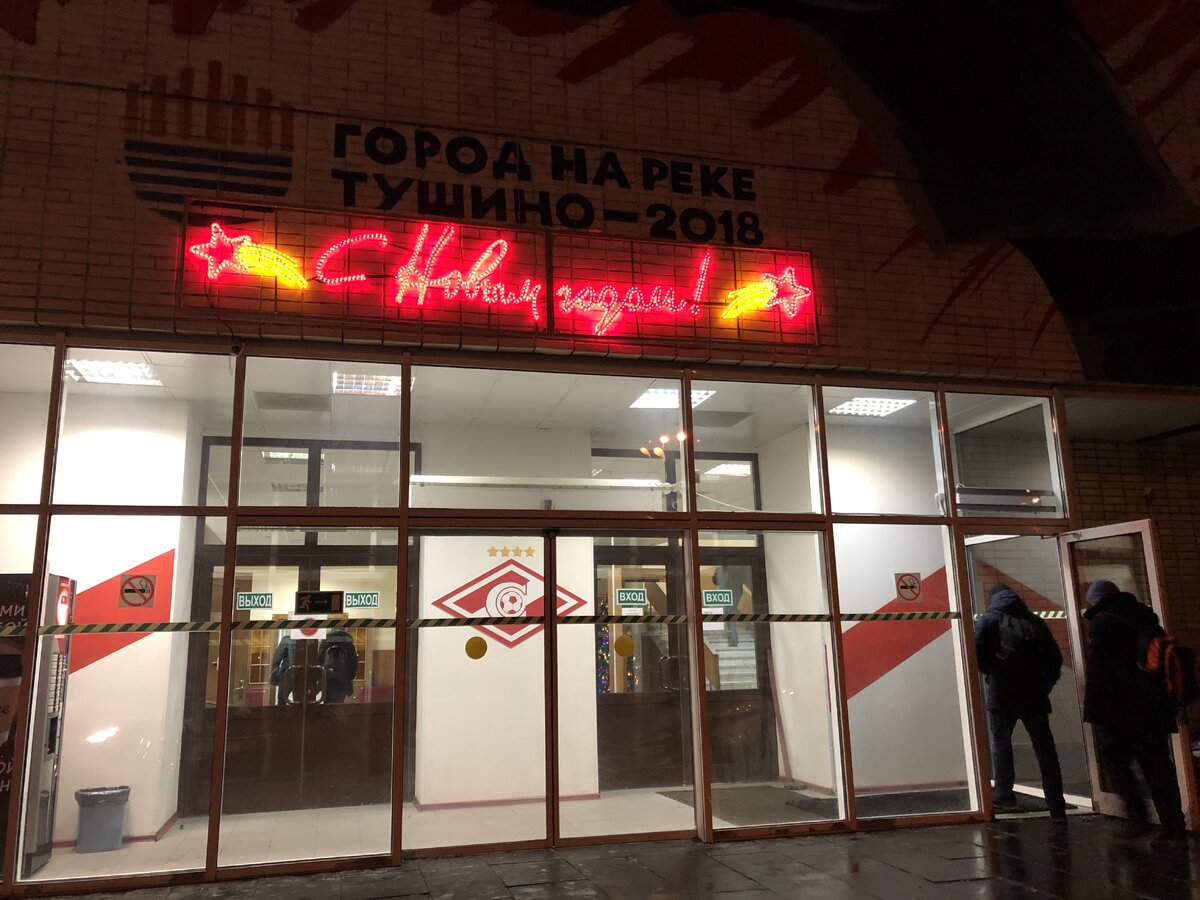 ГОРОД НА РЕКЕ
ТУШИНО—2018
С Новым годом!
ВЫХОД
ВЫХОД
ВХОД
ВХОД